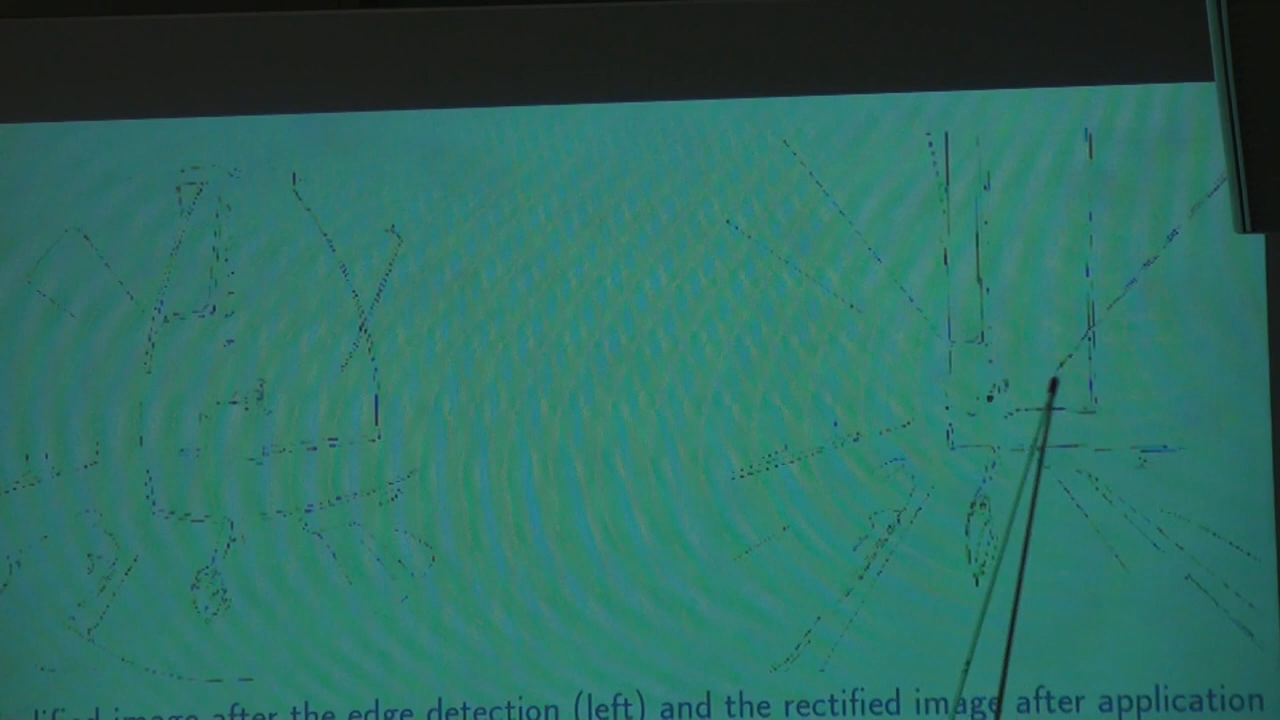 image after the edge detection (left) and the rectified image after application